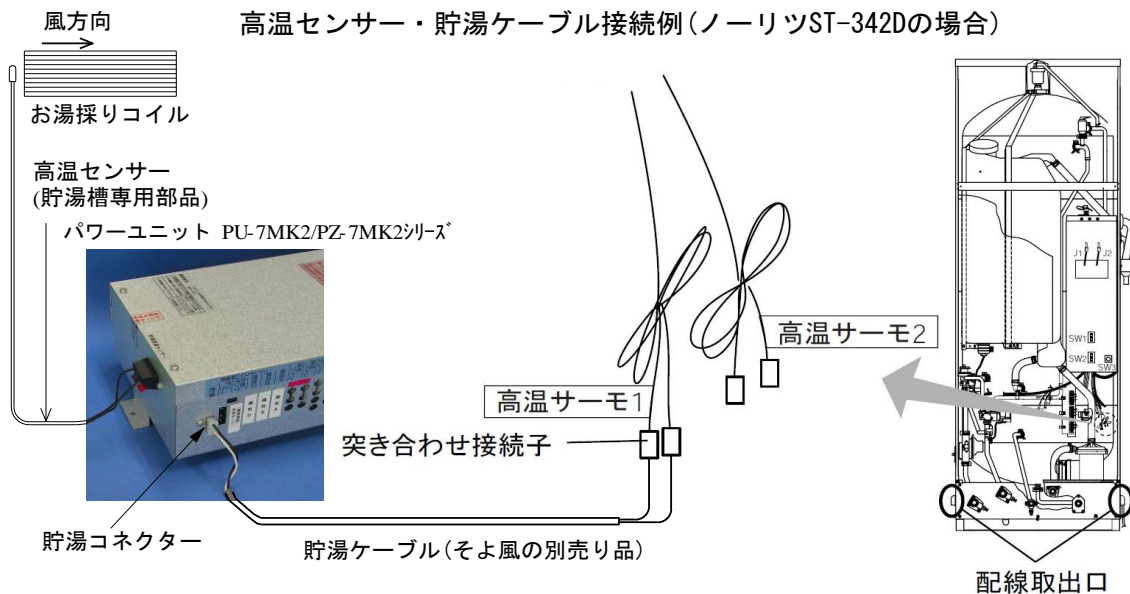 高温センサー・貯湯ケーブル接続例(ノーリツST-342Dの場合)
風方向
お湯採りコイル
高温センサー
(貯湯槽専用部品)
パワーユニット PU-7MK2/PZ-7MK2ｼﾘｰｽﾞ
J1
J2
高温サーモ2
SW1
SW2
SW3
高温サーモ1
突き合わせ接続子
貯湯コネクター
貯湯ケーブル(そよ風の別売り品)
配線取出口